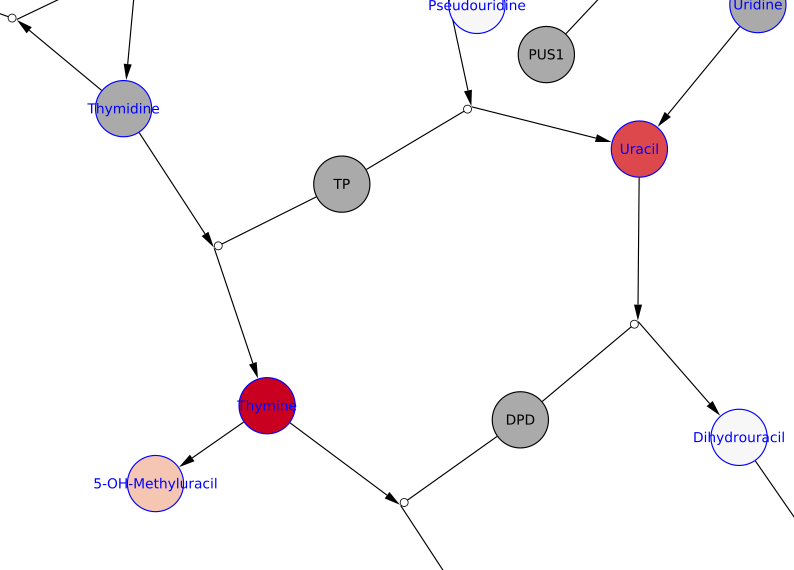 Pseudouridine
Uridine
PUS1
Thymidine
Uracil
TP
Thymine
DPD
Dihydrouracil
5-OH-Methyluracil